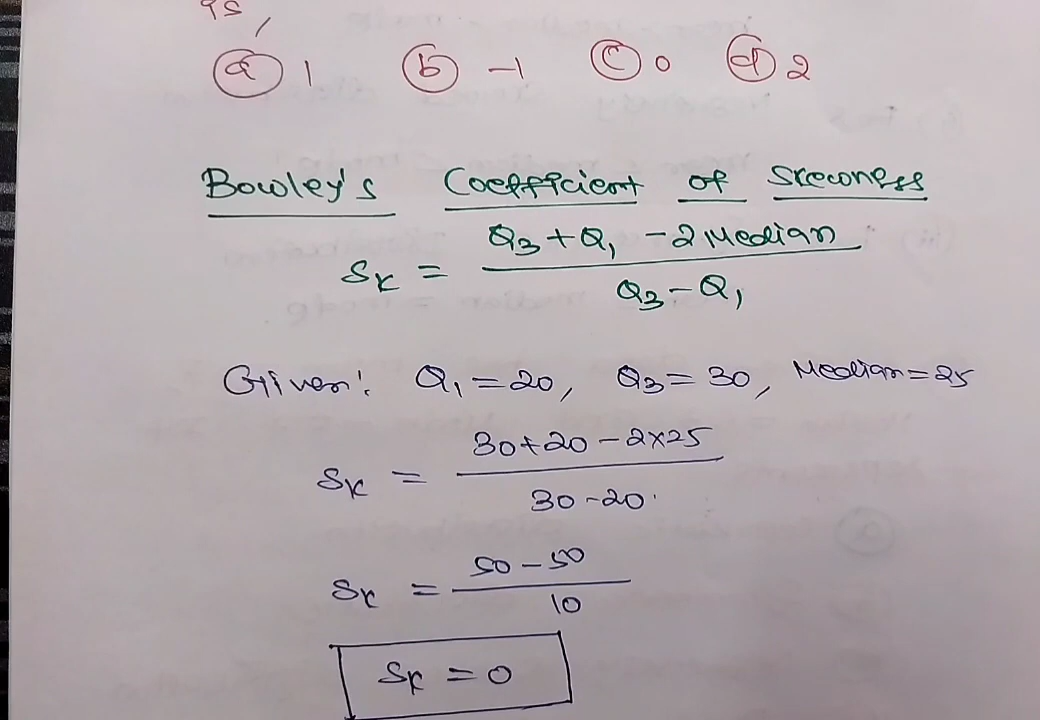 is,
(a) 1 (b) -1 (c) 0 (d) 2
Bowley's Coefficient of Skewness
Sk = (Q3 + Q1 - 2 Median) / (Q3 - Q1)
Given: Q1 = 20, Q3 = 30, Median = 25
Sk = (30+20-2×25) / (30-20)
Sk = (50-50) / 10
Sk = 0